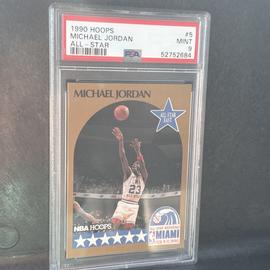 1990 HOOPS #5
MICHAEL JORDAN MINT
ALL-STAR 9
PSA 52752684
MICHAEL JORDAN
ALL-STAR
EAST
23
NBA HOOPS
MIAMI